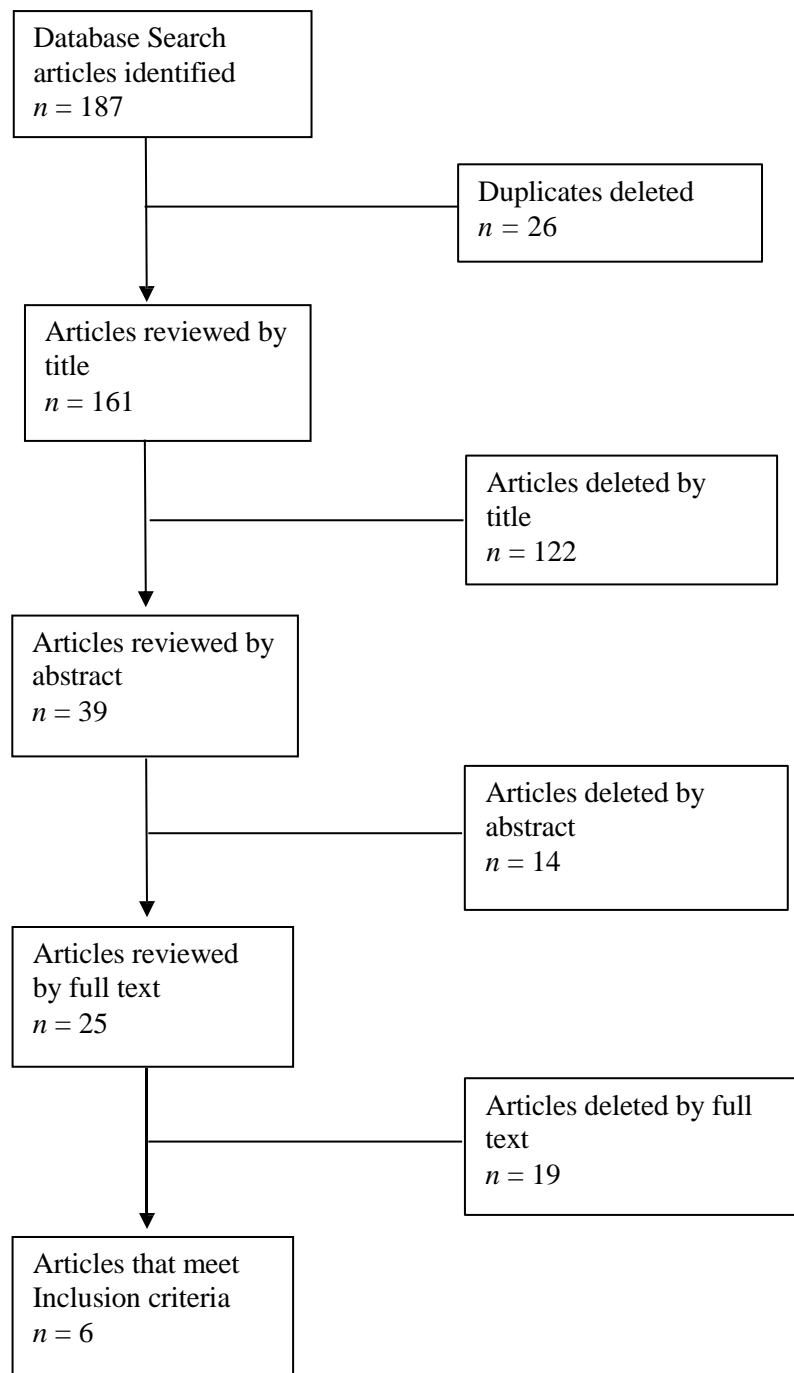 Database Search
articles identified
n = 187
Duplicates deleted
n = 26
Articles reviewed by
title
n = 161
Articles deleted by
title
n = 122
Articles reviewed by
abstract
n = 39
Articles deleted by
abstract
n = 14
Articles reviewed
by full text
n = 25
Articles deleted by full
text
n = 19
Articles that meet
Inclusion criteria
n = 6